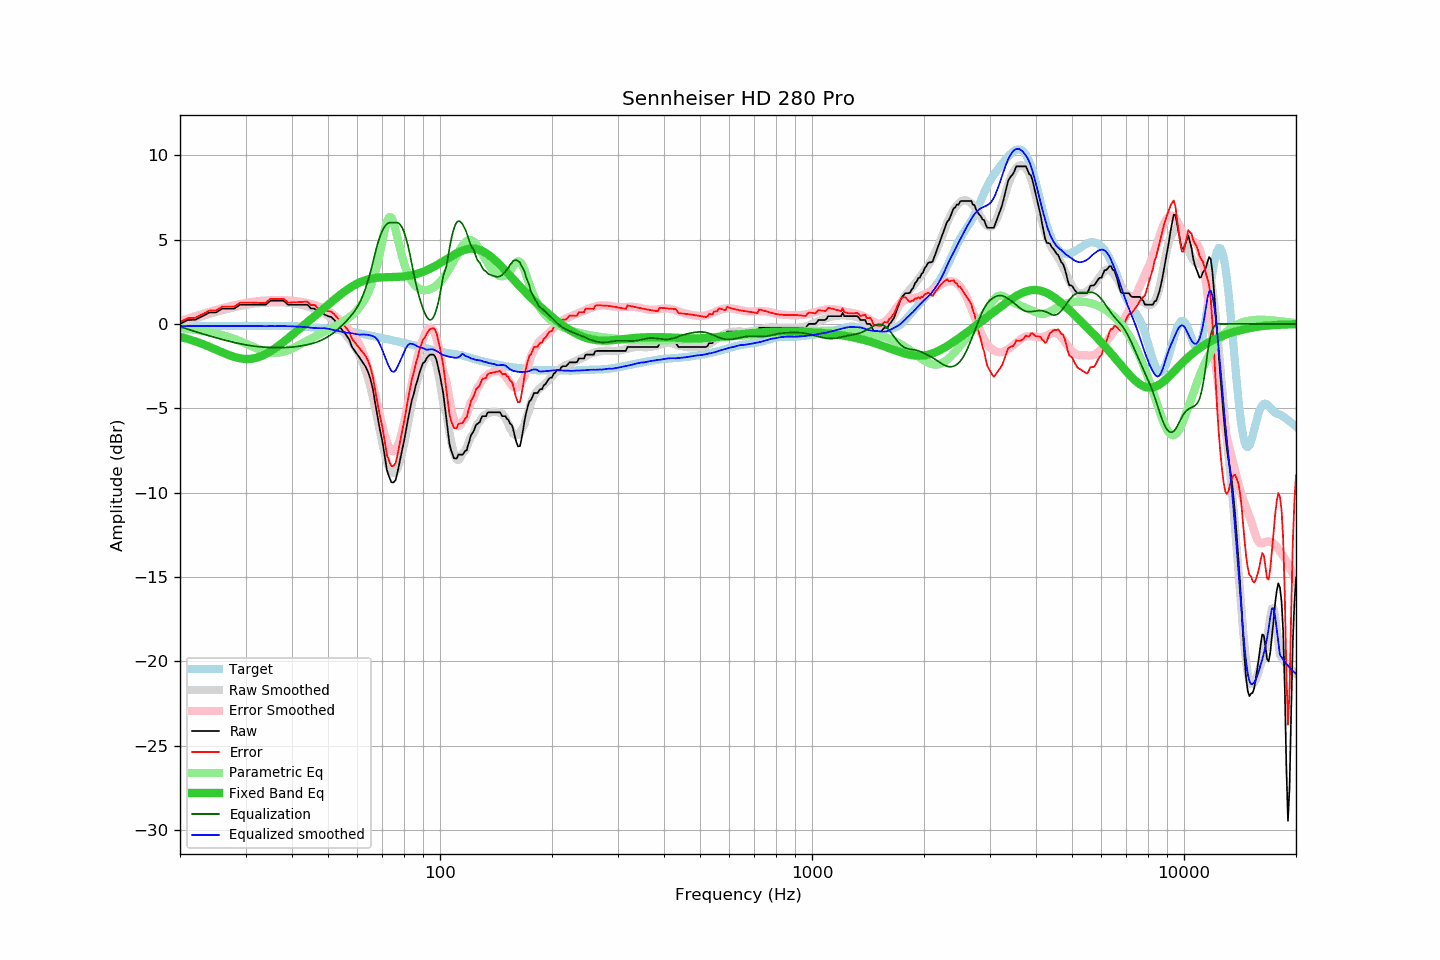 Sennheiser HD 280 Pro
10
5
0
−5
−10
−15
−20
−25
−30
Amplitude (dBr)
Target
Raw Smoothed
Error Smoothed
Raw
Error
Parametric Eq
Fixed Band Eq
Equalization
Equalized smoothed
100
1000
10000
Frequency (Hz)